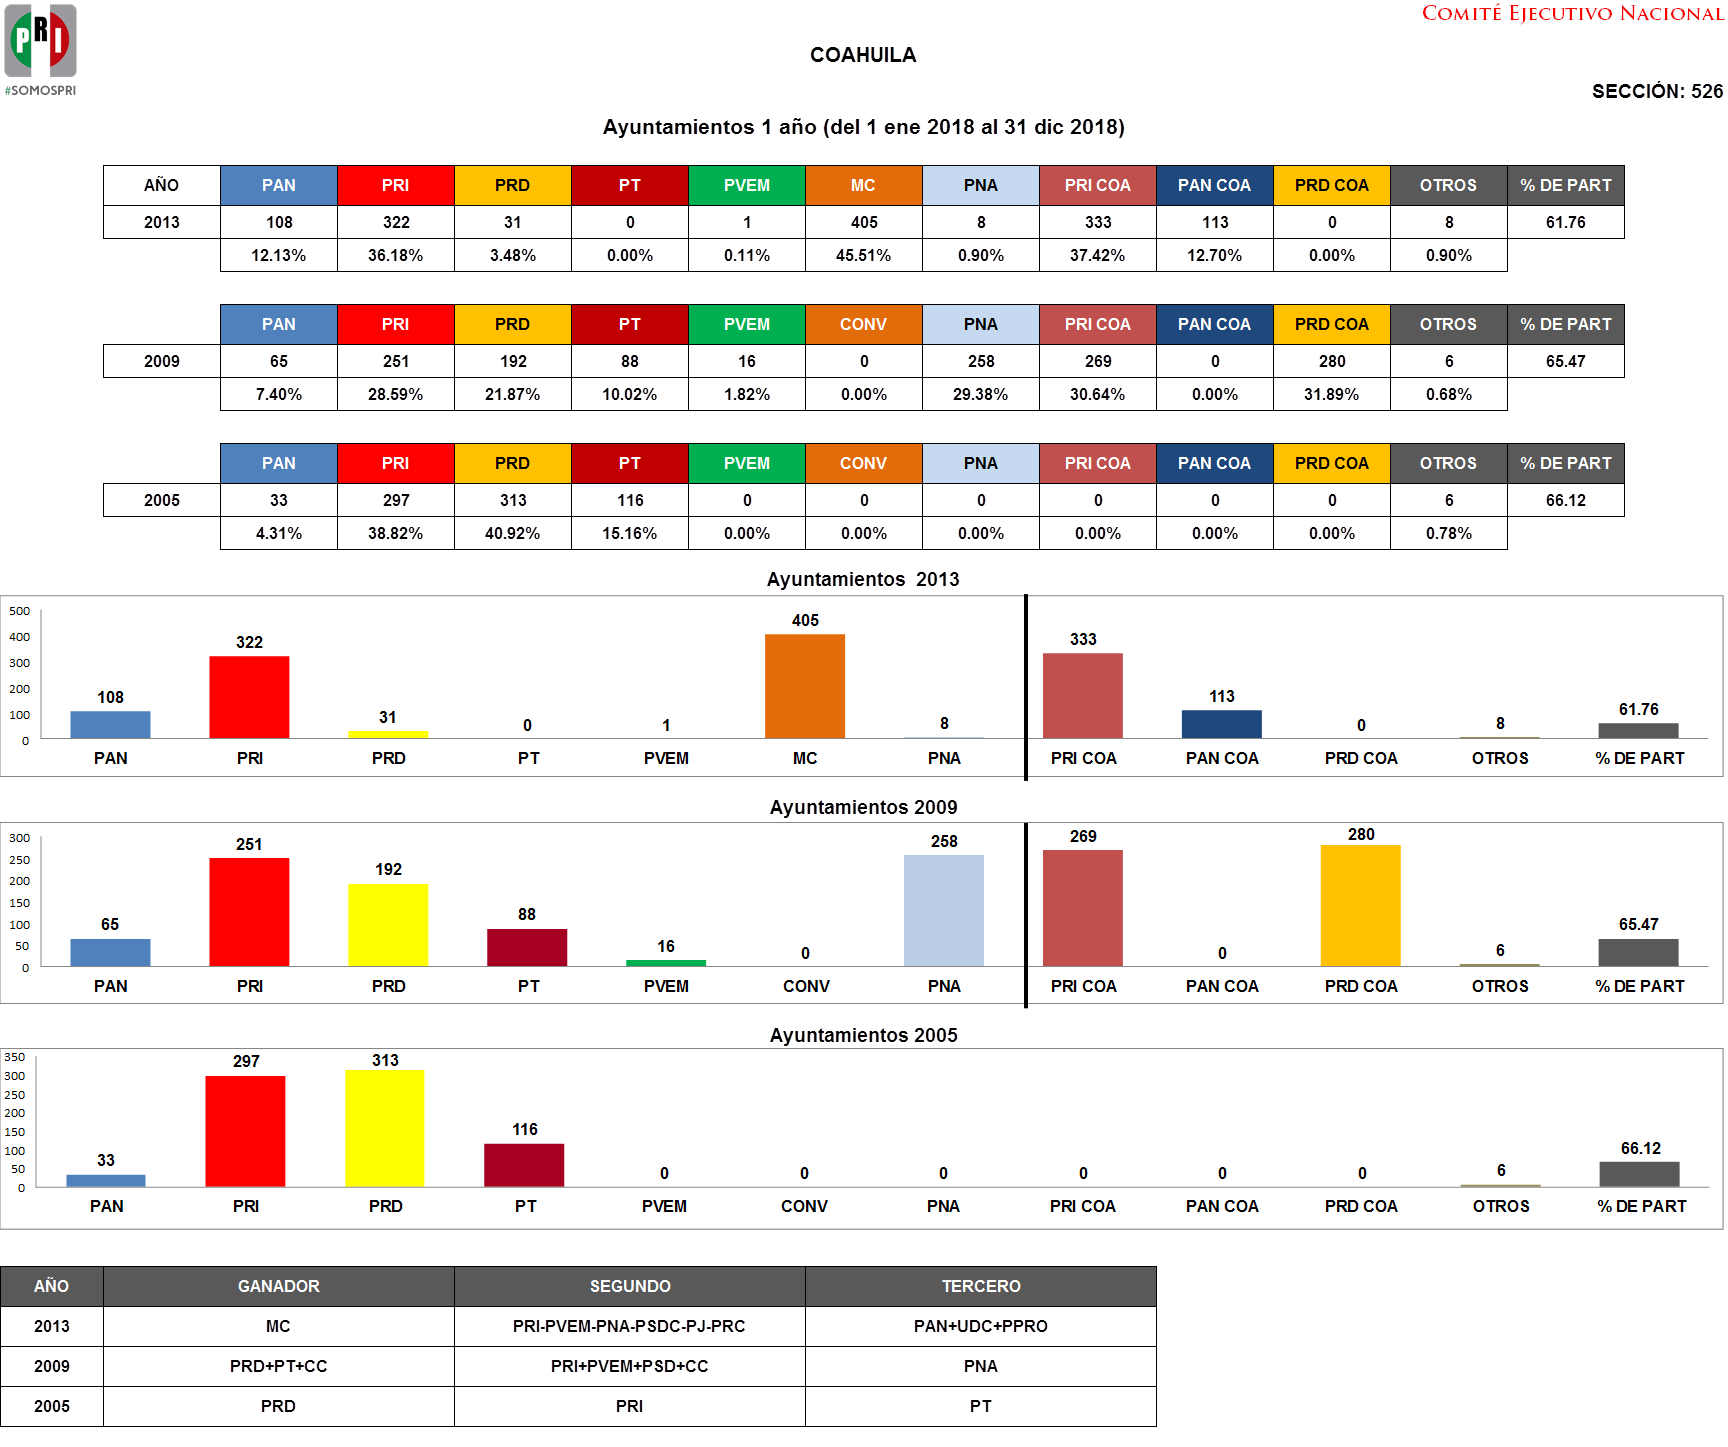 PRI
#SOMOSPRI
COMITÉ EJECUTIVO NACIONAL
COAHUILA
SECCIÓN: 526
Ayuntamientos 1 año (del 1 ene 2018 al 31 dic 2018)
AÑO PAN PRI PRD PT PVEM MC PNA PRI COA PAN COA PRD COA OTROS % DE PART
2013 108 322 31 0 1 405 8 333 113 0 8 61.76
12.13% 36.18% 3.48% 0.00% 0.11% 45.51% 0.90% 37.42% 12.70% 0.00% 0.90%
PAN PRI PRD PT PVEM CONV PNA PRI COA PAN COA PRD COA OTROS % DE PART
2009 65 251 192 88 16 0 258 269 0 280 6 65.47
7.40% 28.59% 21.87% 10.02% 1.82% 0.00% 29.38% 30.64% 0.00% 31.89% 0.68%
PAN PRI PRD PT PVEM CONV PNA PRI COA PAN COA PRD COA OTROS % DE PART
2005 33 297 313 116 0 0 0 0 0 0 6 66.12
4.31% 38.82% 40.92% 15.16% 0.00% 0.00% 0.00% 0.00% 0.00% 0.00% 0.78%
Ayuntamientos 2013
500
400
300
200
100
0
108 322 31 0 1 405 8 333 113 0 8 61.76
PAN PRI PRD PT PVEM MC PNA PRI COA PAN COA PRD COA OTROS % DE PART
Ayuntamientos 2009
300
250
200
150
100
50
0
65 251 192 88 16 0 258 269 0 280 6 65.47
PAN PRI PRD PT PVEM CONV PNA PRI COA PAN COA PRD COA OTROS % DE PART
Ayuntamientos 2005
350
300
250
200
150
100
50
0
33 297 313 116 0 0 0 0 0 0 6 66.12
PAN PRI PRD PT PVEM CONV PNA PRI COA PAN COA PRD COA OTROS % DE PART
AÑO GANADOR SEGUNDO TERCERO
2013 MC PRI-PVEM-PNA-PSDC-PJ-PRC PAN+UDC+PPRO
2009 PRD+PT+CC PRI+PVEM+PSD+CC PNA
2005 PRD PRI PT